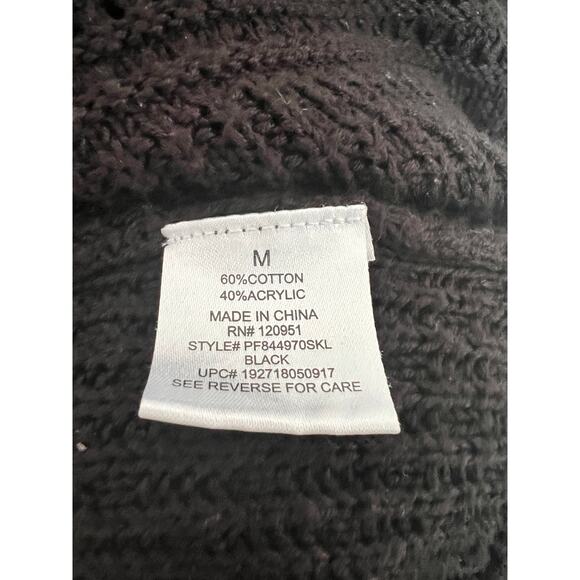 M
60%COTTON
40%ACRYLIC
MADE IN CHINA
RN# 120951
STYLE# PF844970SKL
BLACK
UPC# 192718050917
SEE REVERSE FOR CARE